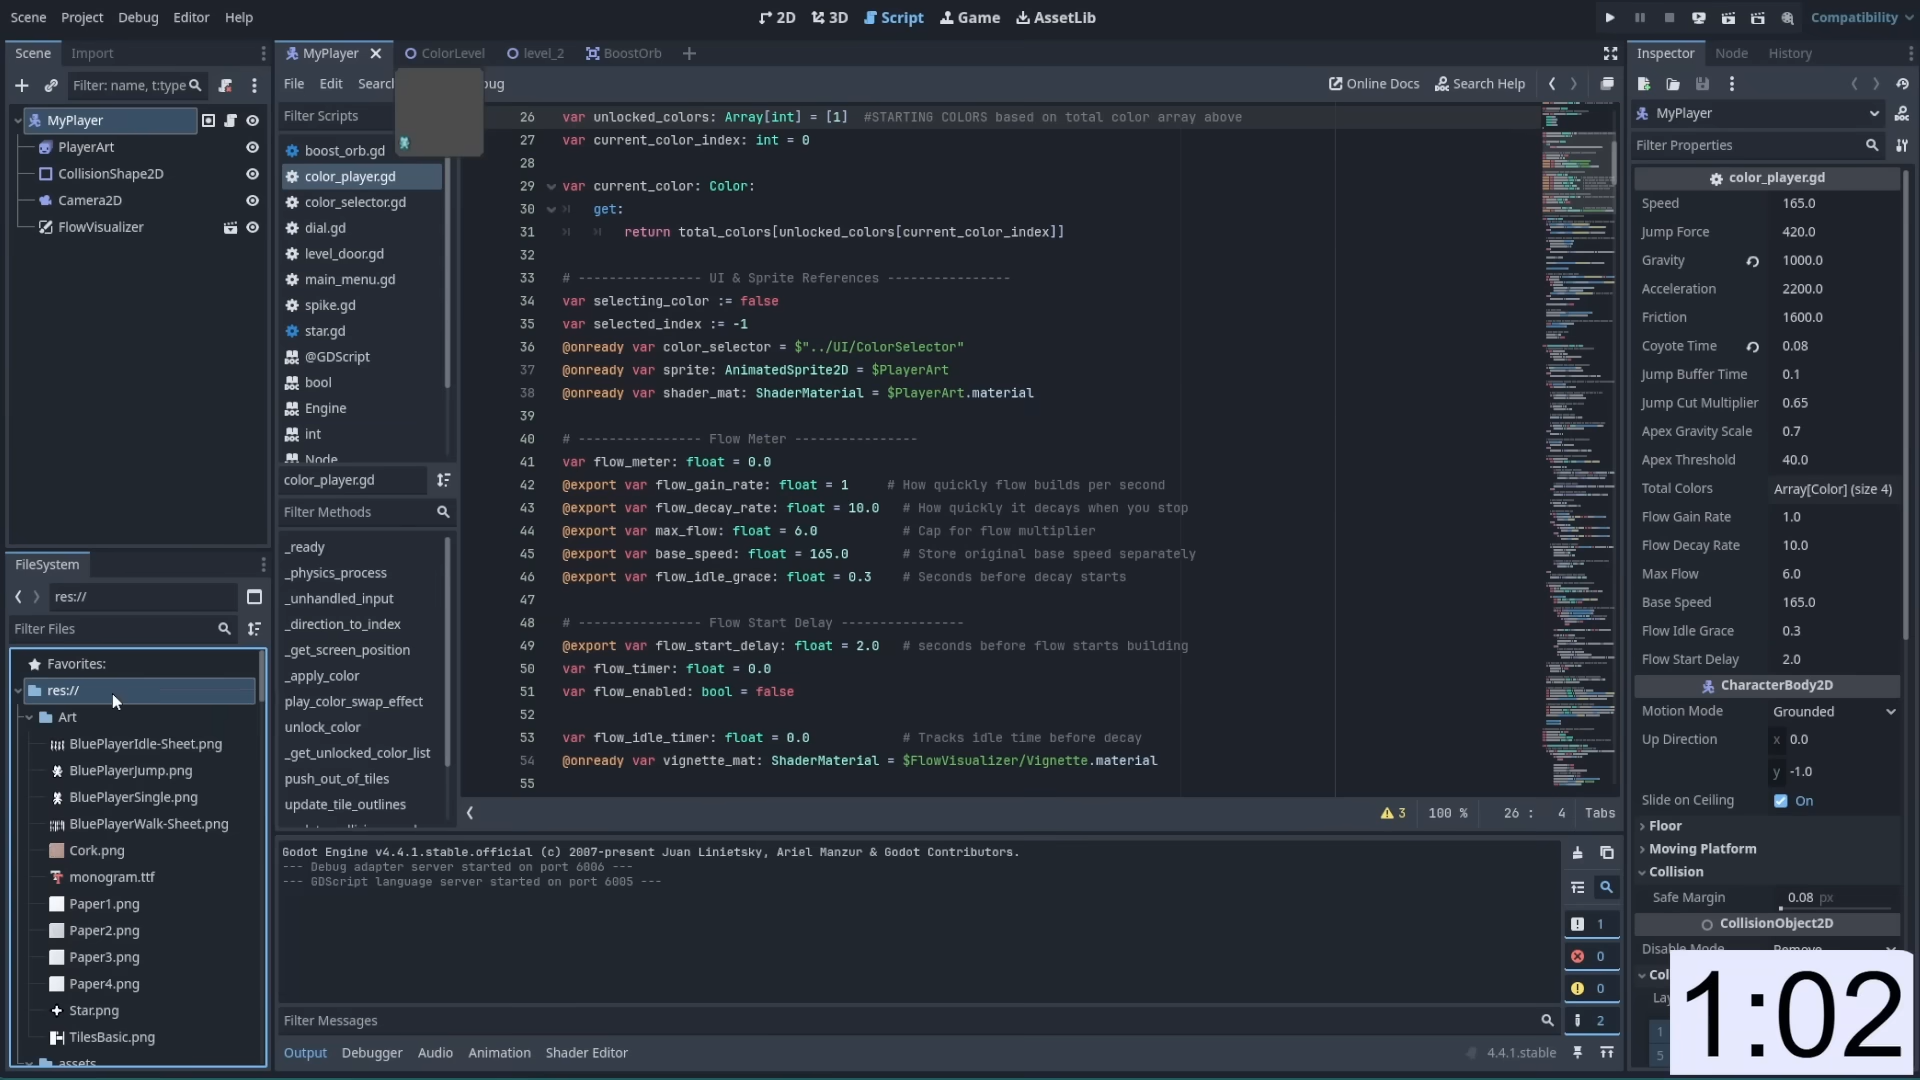 Scene Project Debug Editor Help
2D 3D Script Game AssetLib
Compatibility
Scene Import
Filter: name, t:type
MyPlayer
PlayerArt
CollisionShape2D
Camera2D
FlowVisualizer
FileSystem
res://
Filter Files
Favorites:
res://
Art
BluePlayerIdle-Sheet.png
BluePlayerJump.png
BluePlayerSingle.png
BluePlayerWalk-Sheet.png
Cork.png
monogram.ttf
Paper1.png
Paper2.png
Paper3.png
Paper4.png
Star.png
TilesBasic.png
assets
MyPlayer ColorLevel level_2 BoostOrb
File Edit Search bug
Online Docs Search Help
Filter Scripts
boost_orb.gd
color_player.gd
color_selector.gd
dial.gd
level_door.gd
main_menu.gd
spike.gd
star.gd
@GDScript
bool
Engine
int
Node
color_player.gd
Filter Methods
_ready
_physics_process
_unhandled_input
_direction_to_index
_get_screen_position
_apply_color
play_color_swap_effect
unlock_color
_get_unlocked_color_list
push_out_of_tiles
update_tile_outlines
26 var unlocked_colors: Array[int] = [1] #STARTING COLORS based on total color array above
27 var current_color_index: int = 0
28
29 var current_color: Color:
30 get:
31 return total_colors[unlocked_colors[current_color_index]]
32
33 # ---------------- UI & Sprite References ----------------
34 var selecting_color := false
35 var selected_index := -1
36 @onready var color_selector = $"../UI/ColorSelector"
37 @onready var sprite: AnimatedSprite2D = $PlayerArt
38 @onready var shader_mat: ShaderMaterial = $PlayerArt.material
39
40 # ---------------- Flow Meter ----------------
41 var flow_meter: float = 0.0
42 @export var flow_gain_rate: float = 1 # How quickly flow builds per second
43 @export var flow_decay_rate: float = 10.0 # How quickly it decays when you stop
44 @export var max_flow: float = 6.0 # Cap for flow multiplier
45 @export var base_speed: float = 165.0 # Store original base speed separately
46 @export var flow_idle_grace: float = 0.3 # Seconds before decay starts
47
48 # ---------------- Flow Start Delay ----------------
49 @export var flow_start_delay: float = 2.0 # seconds before flow starts building
50 var flow_timer: float = 0.0
51 var flow_enabled: bool = false
52
53 var flow_idle_timer: float = 0.0 # Tracks idle time before decay
54 @onready var vignette_mat: ShaderMaterial = $FlowVisualizer/Vignette.material
55
3 100 % 26 : 4 Tabs
Godot Engine v4.4.1.stable.official (c) 2007-present Juan Linietsky, Ariel Manzur & Godot Contributors.
--- Debug adapter server started on port 6006 ---
--- GDScript language server started on port 6005 ---
1
0
0
2
Filter Messages
Output Debugger Audio Animation Shader Editor
4.4.1.stable
Inspector Node History
MyPlayer
Filter Properties
color_player.gd
Speed 165.0
Jump Force 420.0
Gravity 1000.0
Acceleration 2200.0
Friction 1600.0
Coyote Time 0.08
Jump Buffer Time 0.1
Jump Cut Multiplier 0.65
Apex Gravity Scale 0.7
Apex Threshold 40.0
Total Colors Array[Color] (size 4)
Flow Gain Rate 1.0
Flow Decay Rate 10.0
Max Flow 6.0
Base Speed 165.0
Flow Idle Grace 0.3
Flow Start Delay 2.0
CharacterBody2D
Motion Mode Grounded
Up Direction x 0.0
y -1.0
Slide on Ceiling On
Floor
Moving Platform
Collision
Safe Margin 0.08 px
CollisionObject2D
Disable Mode Remove
Col
Lay
1
5
1:02